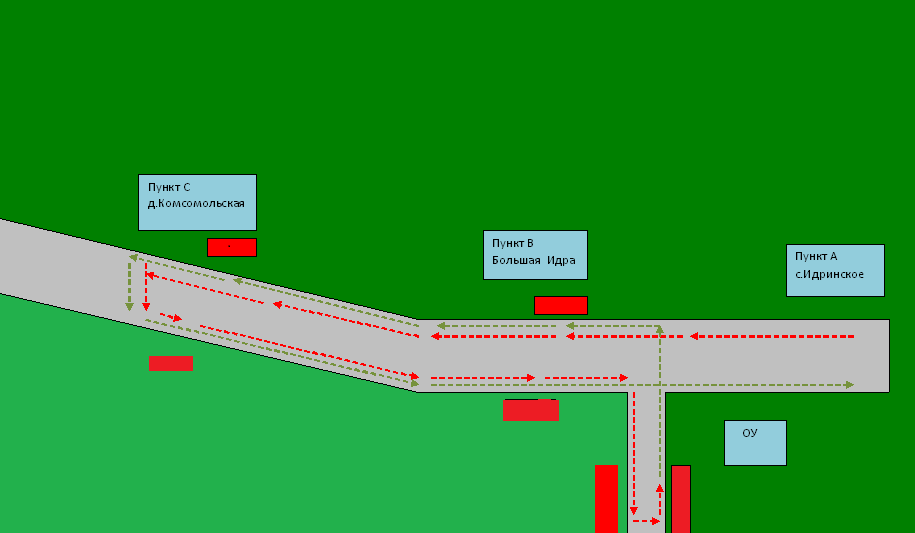 Пункт С
д.Комсомольская
Пункт В
Большая Идра
Пункт А
с.Идринское
ОУ